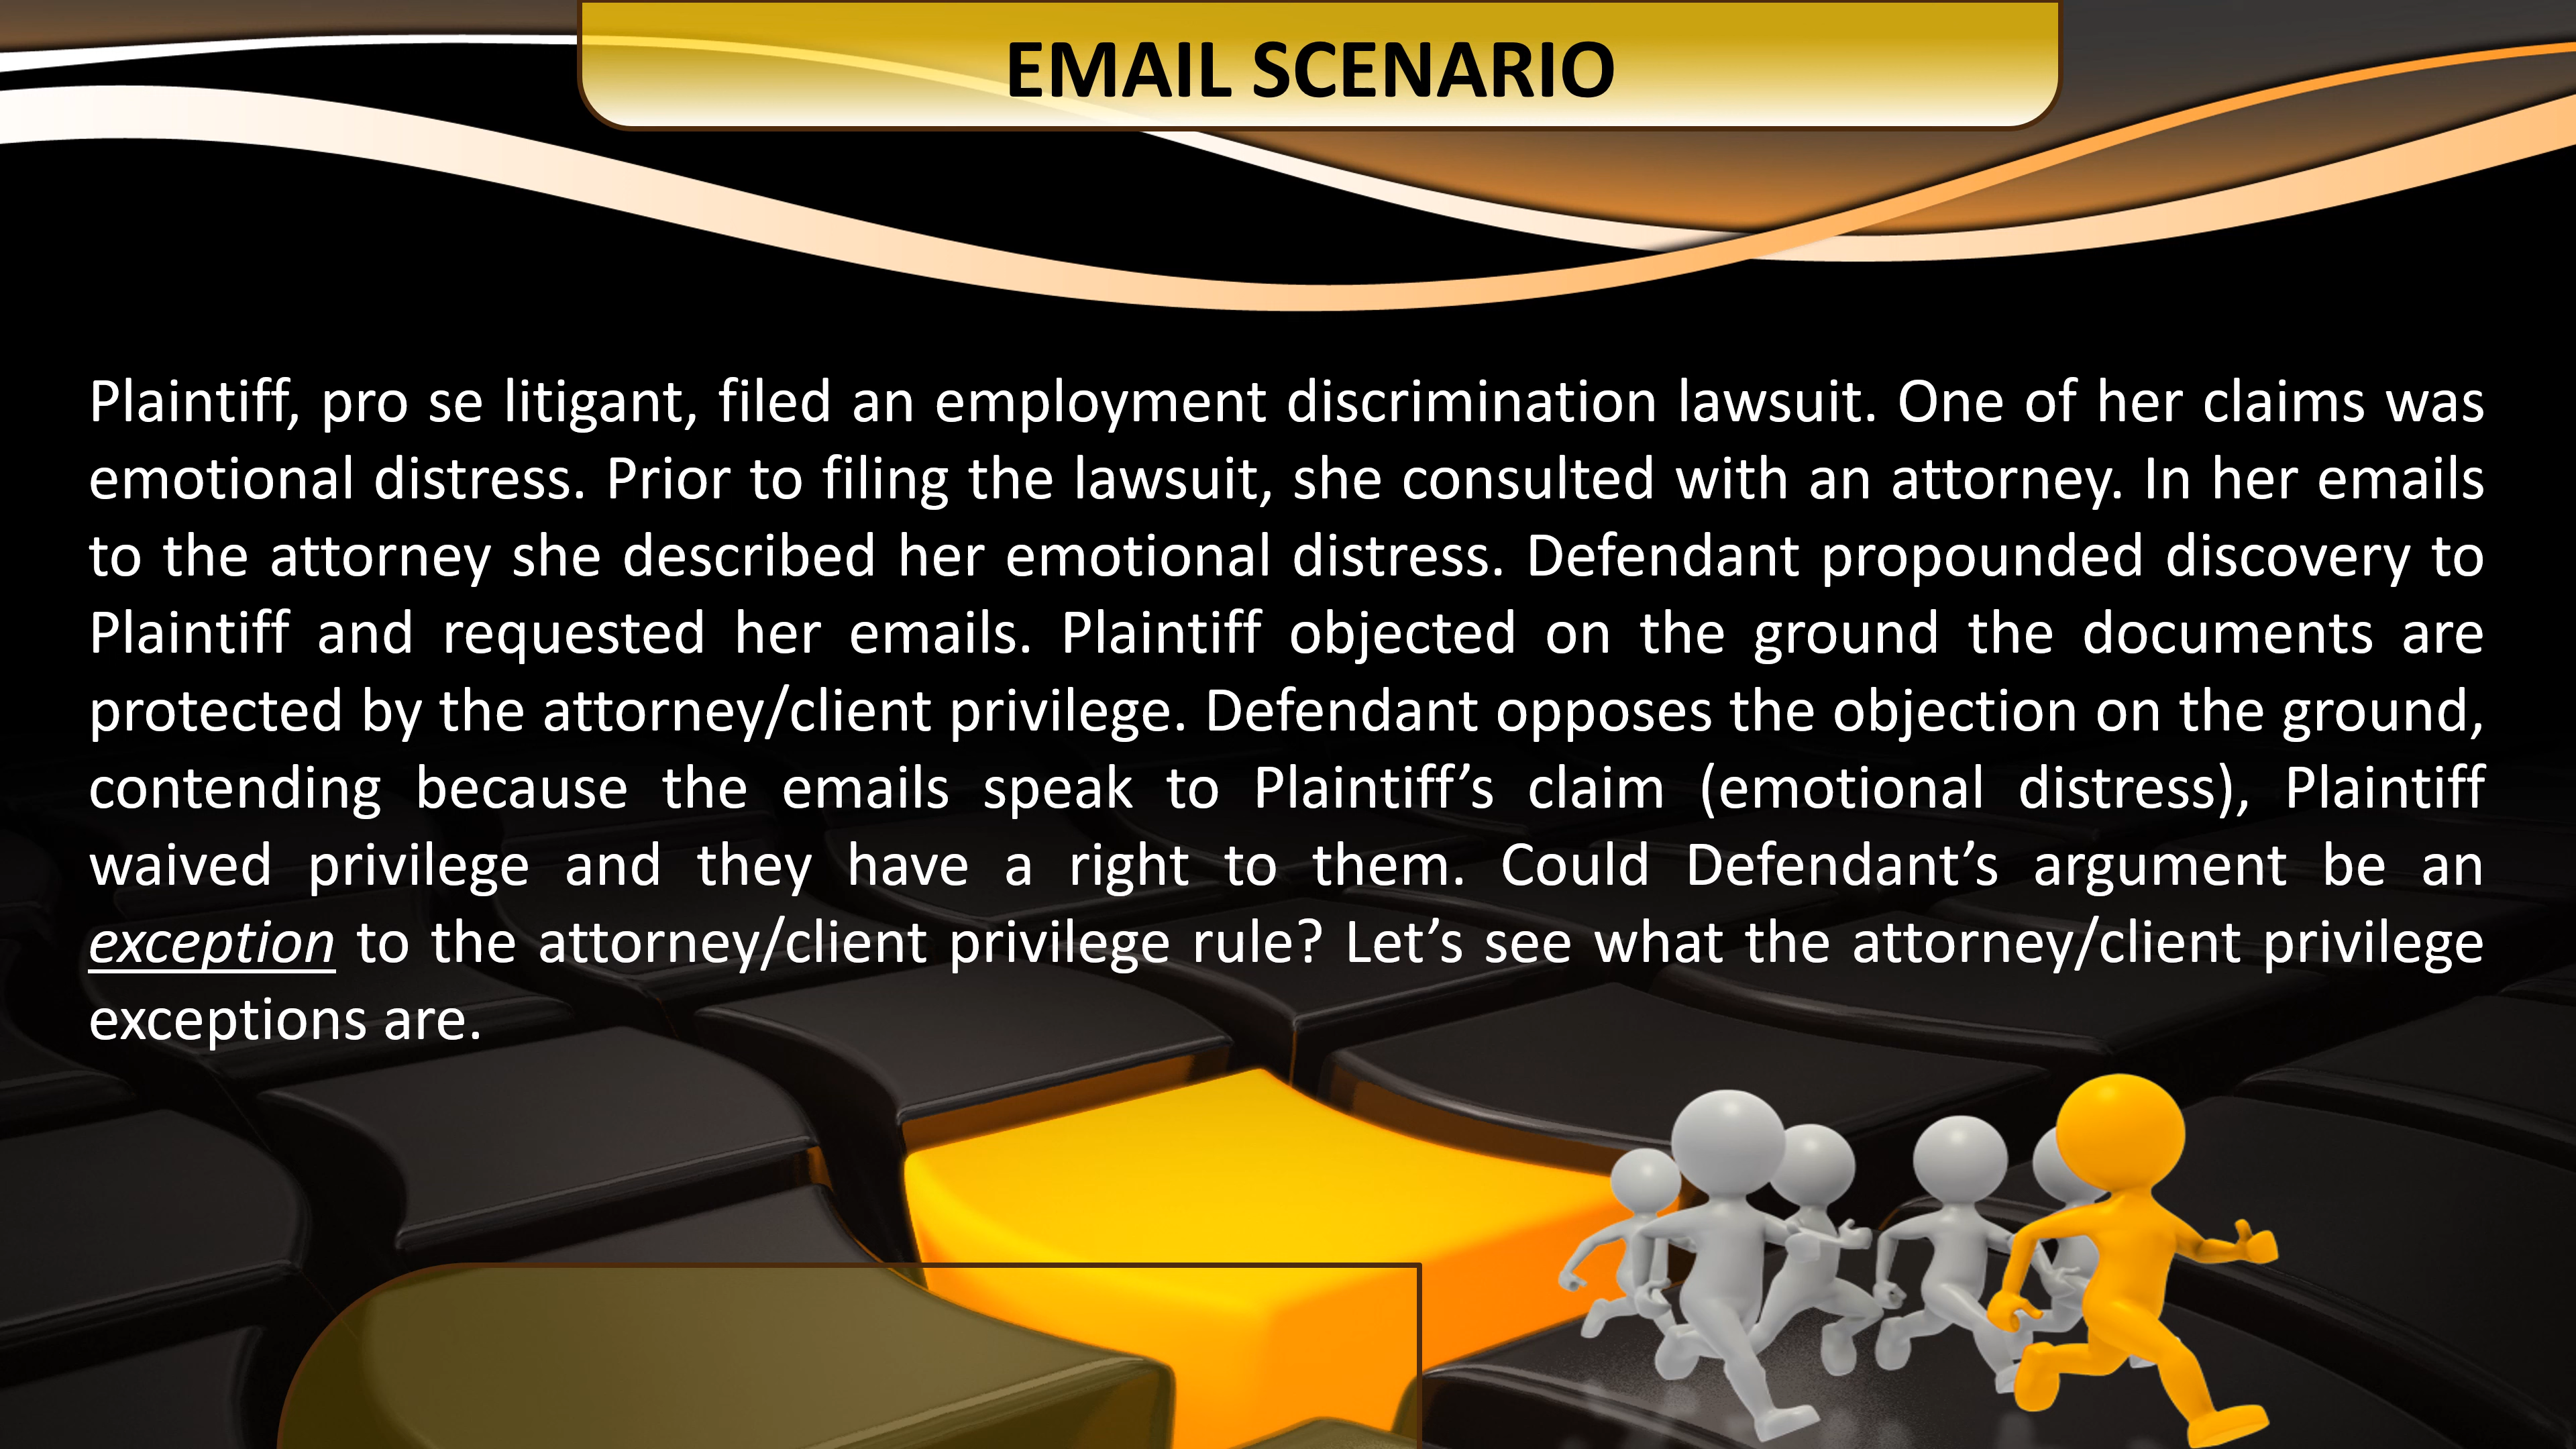 EMAIL SCENARIO
Plaintiff, pro se litigant, filed an employment discrimination lawsuit. One of her claims was
emotional distress. Prior to filing the lawsuit, she consulted with an attorney. In her emails
to the attorney she described her emotional distress. Defendant propounded discovery to
Plaintiff and requested her emails. Plaintiff objected on the ground the documents are
protected by the attorney/client privilege. Defendant opposes the objection on the ground,
contending because the emails speak to Plaintiff’s claim (emotional distress), Plaintiff
waived privilege and they have a right to them. Could Defendant’s argument be an
exception to the attorney/client privilege rule? Let’s see what the attorney/client privilege
exceptions are.